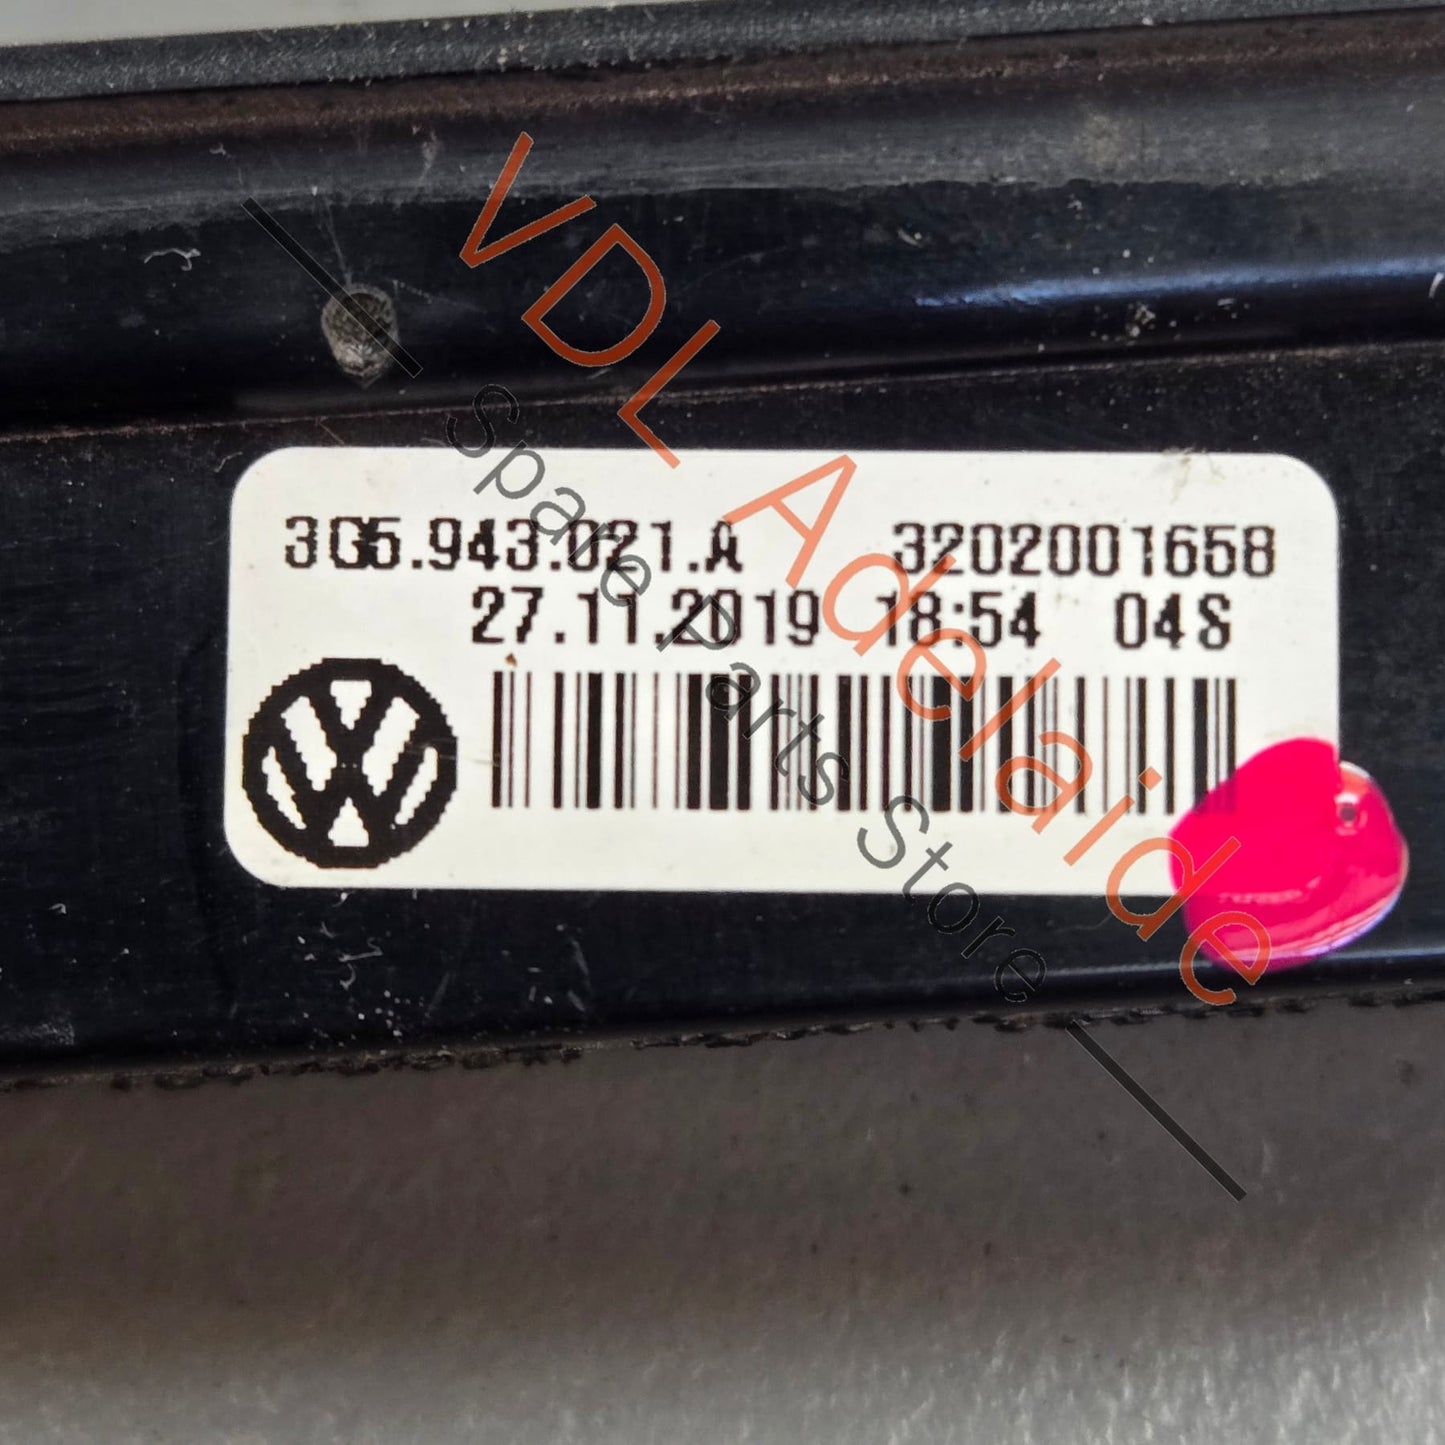 VDL Adelaide
Spare Parts Store
3G5.943.021.A 3202001658
27.11.2019 18:54 04S